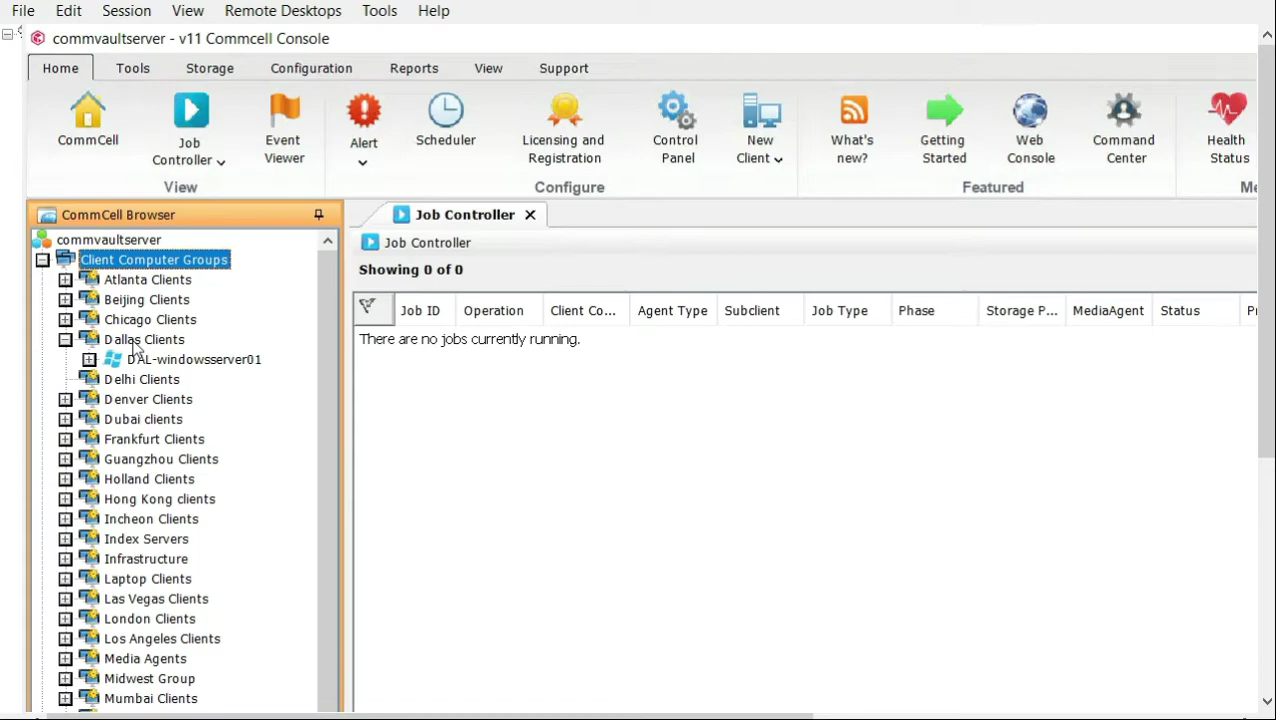 File Edit Session View Remote Desktops Tools Help
commvaultserver - v11 Commcell Console
Home Tools Storage Configuration Reports View Support
CommCell
Job Controller
Event Viewer
Alert
Scheduler
Licensing and Registration
Control Panel
New Client
What's new?
Getting Started
Web Console
Command Center
Health Status
View Configure Featured
CommCell Browser
commvaultserver
Client Computer Groups
Atlanta Clients
Beijing Clients
Chicago Clients
Dallas Clients
DAL-windowsserver01
Delhi Clients
Denver Clients
Dubai clients
Frankfurt Clients
Guangzhou Clients
Holland Clients
Hong Kong clients
Incheon Clients
Index Servers
Infrastructure
Laptop Clients
Las Vegas Clients
London Clients
Los Angeles Clients
Media Agents
Midwest Group
Mumbai Clients
Job Controller
Job Controller
Showing 0 of 0
Job ID Operation Client Co... Agent Type Subclient Job Type Phase Storage P... MediaAgent Status
There are no jobs currently running.